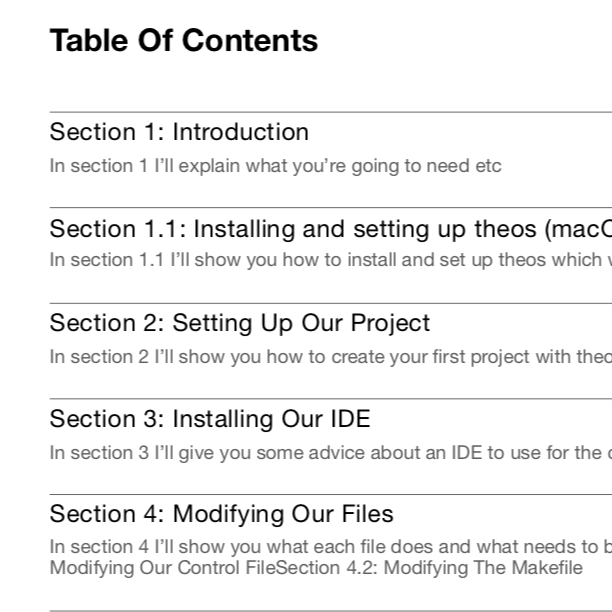 Table Of Contents
Section 1: Introduction
In section 1 I’ll explain what you’re going to need etc
Section 1.1: Installing and setting up theos (mac
In section 1.1 I’ll show you how to install and set up theos which
Section 2: Setting Up Our Project
In section 2 I’ll show you how to create your first project with
Section 3: Installing Our IDE
In section 3 I’ll give you some advice about an IDE to use for the
Section 4: Modifying Our Files
In section 4 I’ll show you what each file does and what needs to
Modifying Our Control FileSection 4.2: Modifying The Makefile